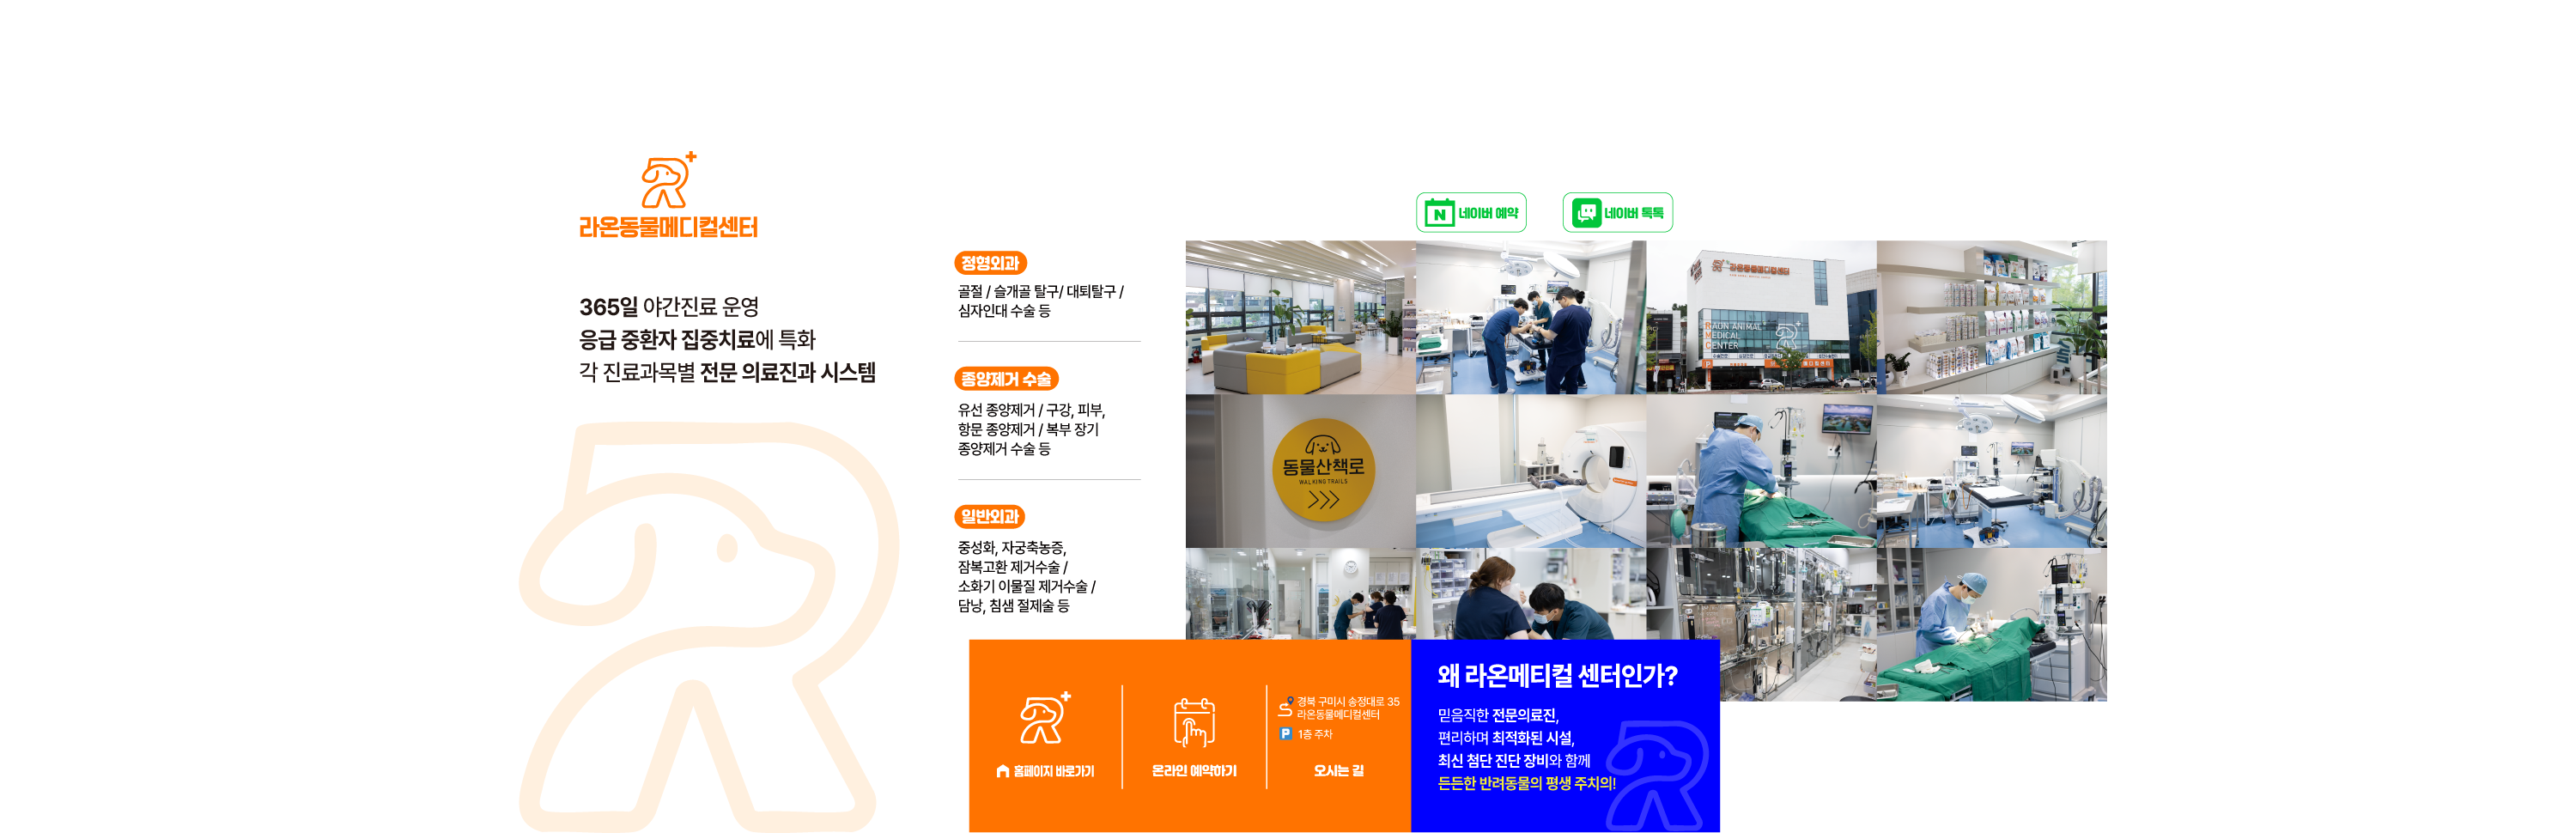 라온동물메디컬센터
365일 야간진료 운영
응급 중환자 집중치료에 특화
각 진료과목별 전문 의료진과 시스템
정형외과
골절 / 슬개골 탈구/ 대퇴탈구 /
심자인대 수술 등
종양제거 수술
유선 종양제거 / 구강, 피부,
항문 종양제거 / 복부 장기
종양제거 수술 등
일반외과
중성화, 자궁축농증,
잠복고환 제거수술 /
소화기 이물질 제거수술 /
담낭, 침샘 절제술 등
N 네이버 예약
네이버 톡톡
라온동물메디컬센터
RAUN ANIMAL
MEDICAL
CENTER
동물산책로
WALKING TRAILS
홈페이지 바로가기
온라인 예약하기
경북 구미시 송정대로 35
라온동물메디컬센터
P 1층 주차
오시는 길
왜 라온메티컬 센터인가?
믿음직한 전문의료진,
편리하며 최적화된 시설,
최신 첨단 진단 장비와 함께
든든한 반려동물의 평생 주치의!